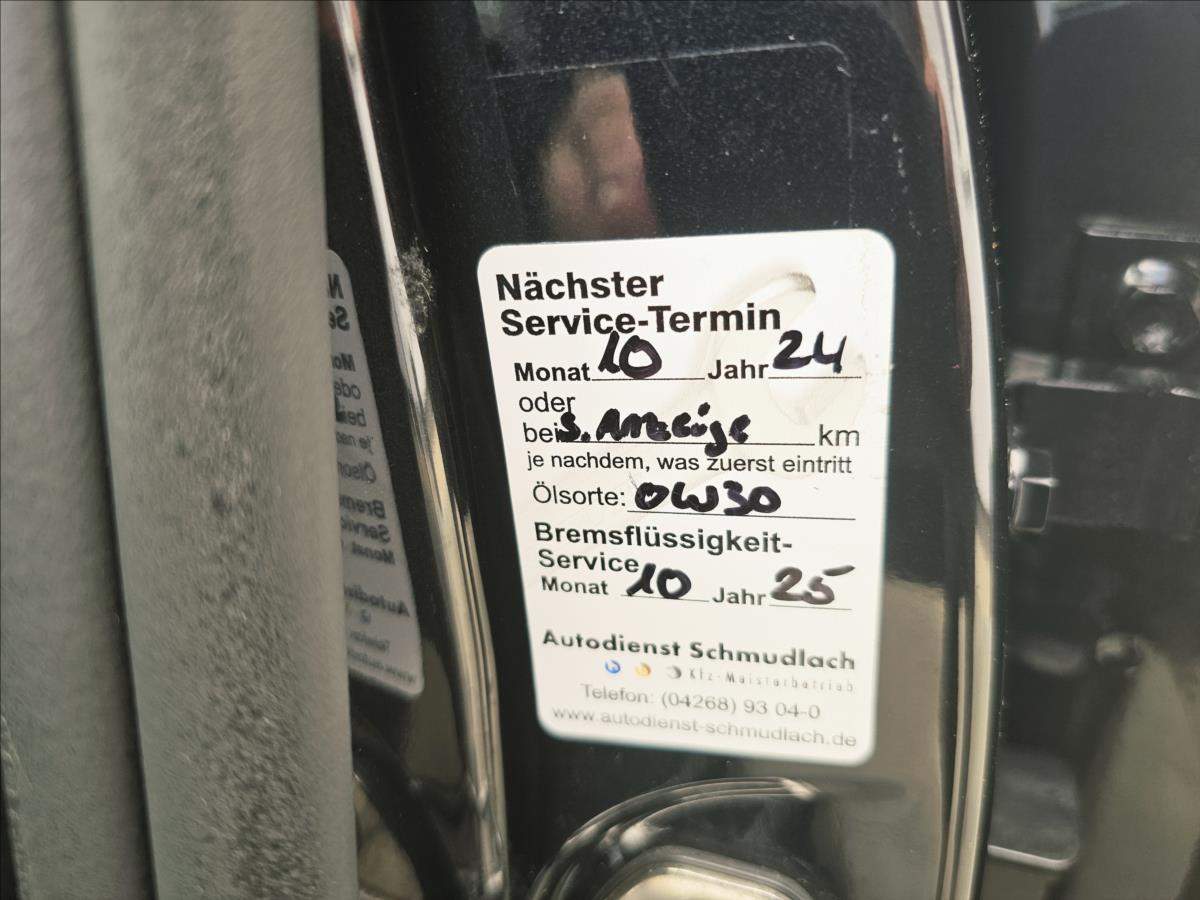 Nächster
Service-Termin
Monat 10 Jahr 24
oder
bei s. Anzeige km
je nachdem, was zuerst eintritt
Ölsorte: 0W30
Bremsflüssigkeit-
Service
Monat 10 Jahr 25
Autodienst Schmudlach
Kfz-Meisterbetrieb
Telefon: (04268) 93 04-0
www.autodienst-schmudlach.de